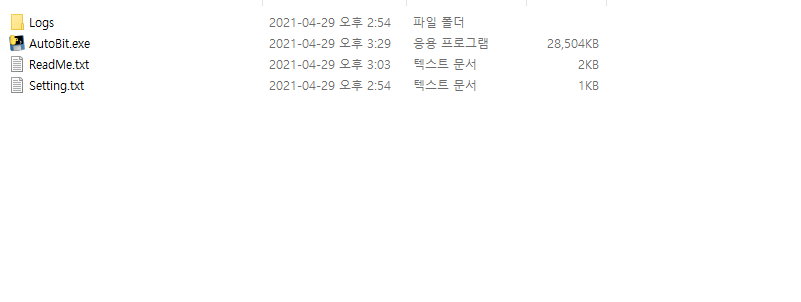 Logs 2021-04-29 오후 2:54 파일 폴더
AutoBit.exe 2021-04-29 오후 3:29 응용 프로그램 28,504KB
ReadMe.txt 2021-04-29 오후 3:03 텍스트 문서 2KB
Setting.txt 2021-04-29 오후 2:54 텍스트 문서 1KB